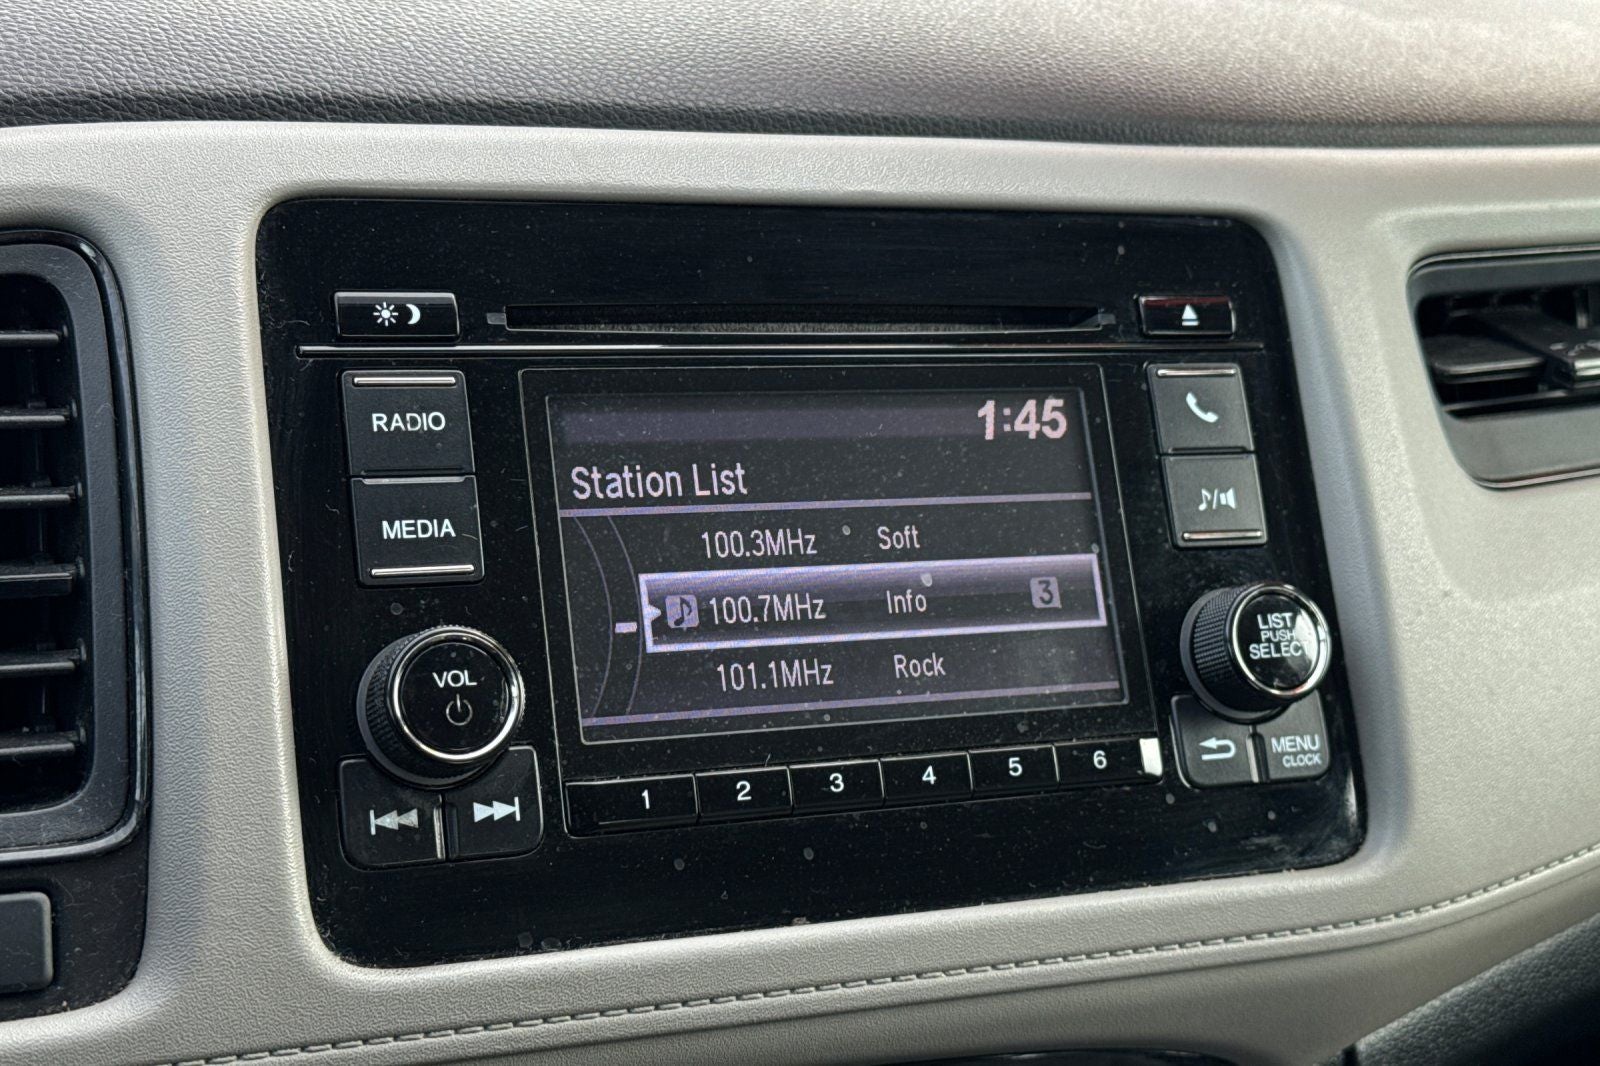 RADIO
MEDIA
VOL
1:45
Station List
100.3MHz Soft
100.7MHz Info 3
101.1MHz Rock
LIST
PUSH
SELECT
MENU
CLOCK
1 2 3 4 5 6